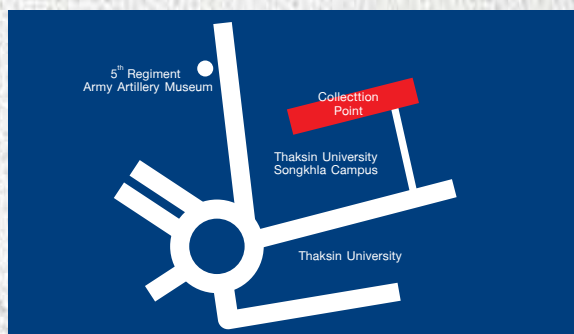 5th Regiment
Army Artillery Museum
Collecttion
Point
Thaksin University
Songkhla Campus
Thaksin University